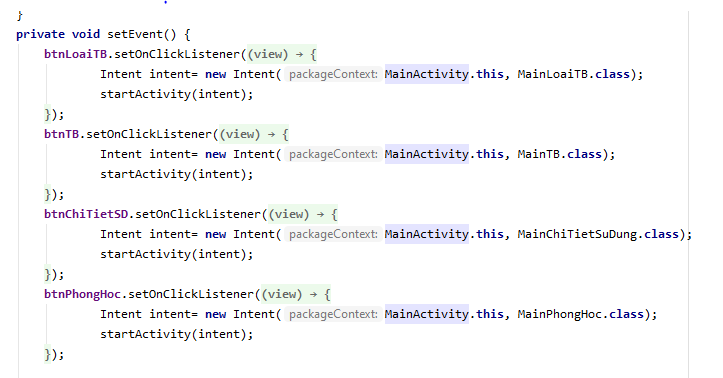 }
private void setEvent() {
btnLoaiTB.setOnClickListener((view) → {
Intent intent= new Intent( packageContext: MainActivity.this, MainLoaiTB.class);
startActivity(intent);
});
btnTB.setOnClickListener((view) → {
Intent intent= new Intent( packageContext: MainActivity.this, MainTB.class);
startActivity(intent);
});
btnChiTietSD.setOnClickListener((view) → {
Intent intent= new Intent( packageContext: MainActivity.this, MainChiTietSuDung.class);
startActivity(intent);
});
btnPhongHoc.setOnClickListener((view) → {
Intent intent= new Intent( packageContext: MainActivity.this, MainPhongHoc.class);
startActivity(intent);
});